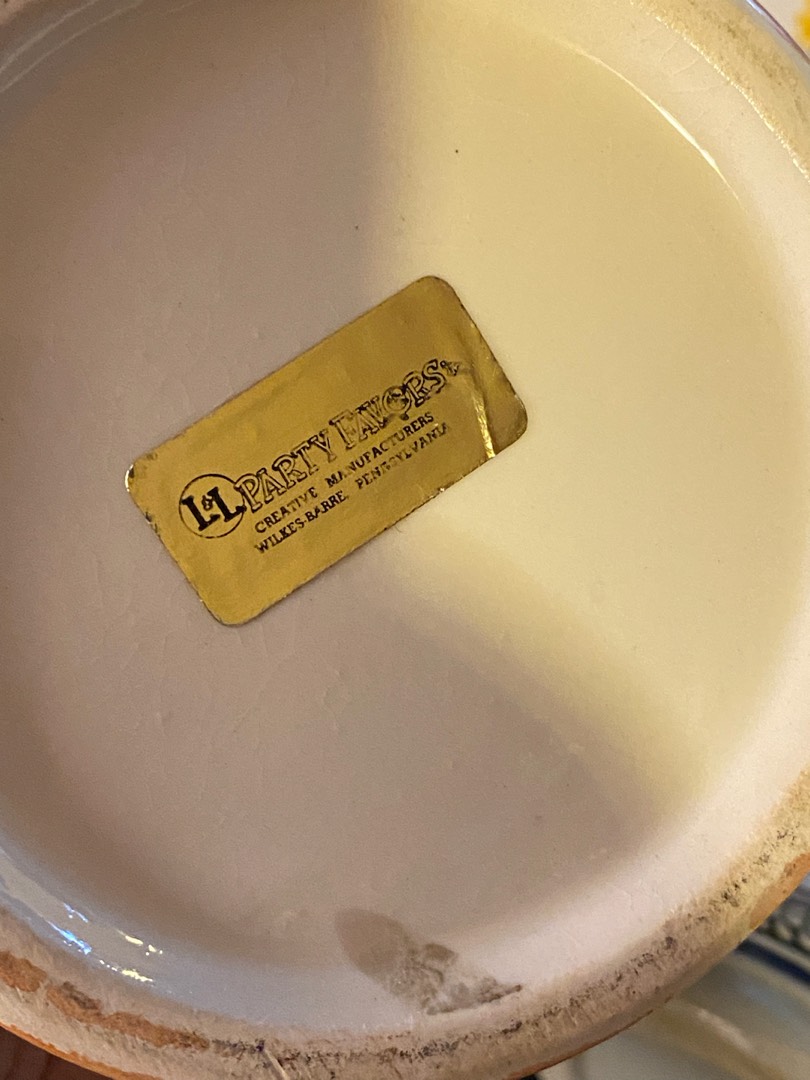 L&L PARTY FAVORS
CREATIVE MANUFACTURERS
WILKES-BARRE, PENNSYLVANIA